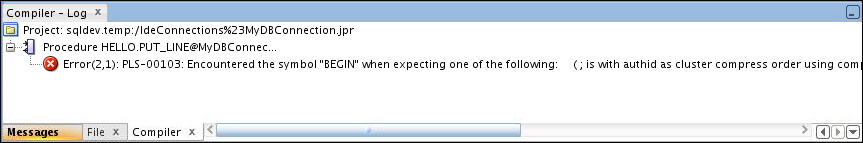 Compiler - Log x
Project: sqldev.temp:/IdeConnections%23MyDBConnection.jpr
Procedure HELLO.PUT_LINE@MyDBConnec...
Error(2,1): PLS-00103: Encountered the symbol "BEGIN" when expecting one of the following: ( ; is with authid as cluster compress order using comp
Messages File x Compiler x